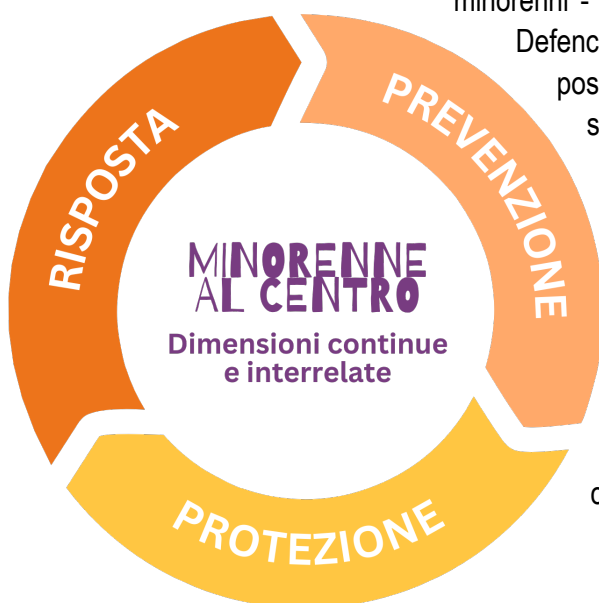 minorenni -
Defenc
pos
s
RISPOSTA
PREVENZIONE
MINORENNE
AL CENTRO
Dimensioni continue
e interrelate
PROTEZIONE